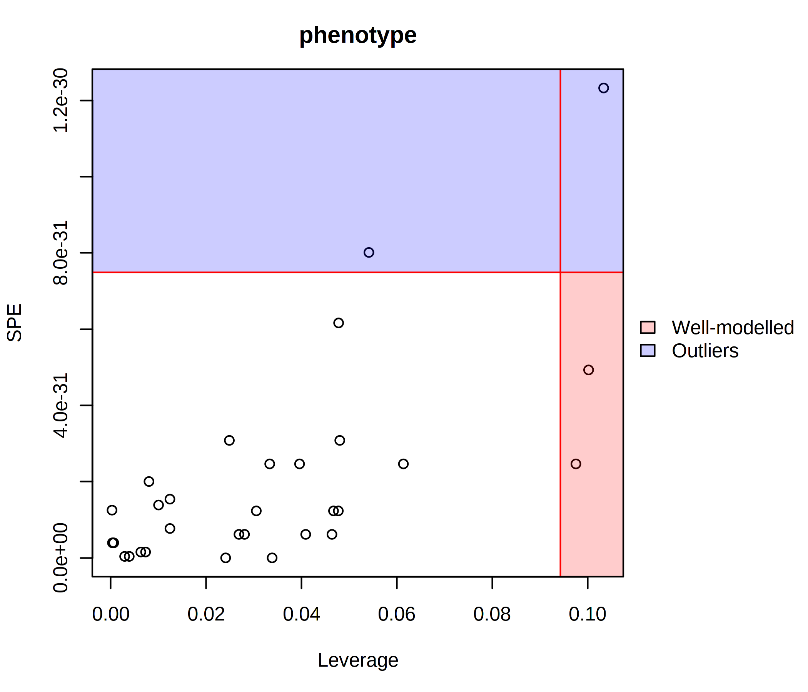 phenotype
1.2e-30
8.0e-31
4.0e-31
0.0e+00
SPE
0.00 0.02 0.04 0.06 0.08 0.10
Leverage
Well-modelled
Outliers